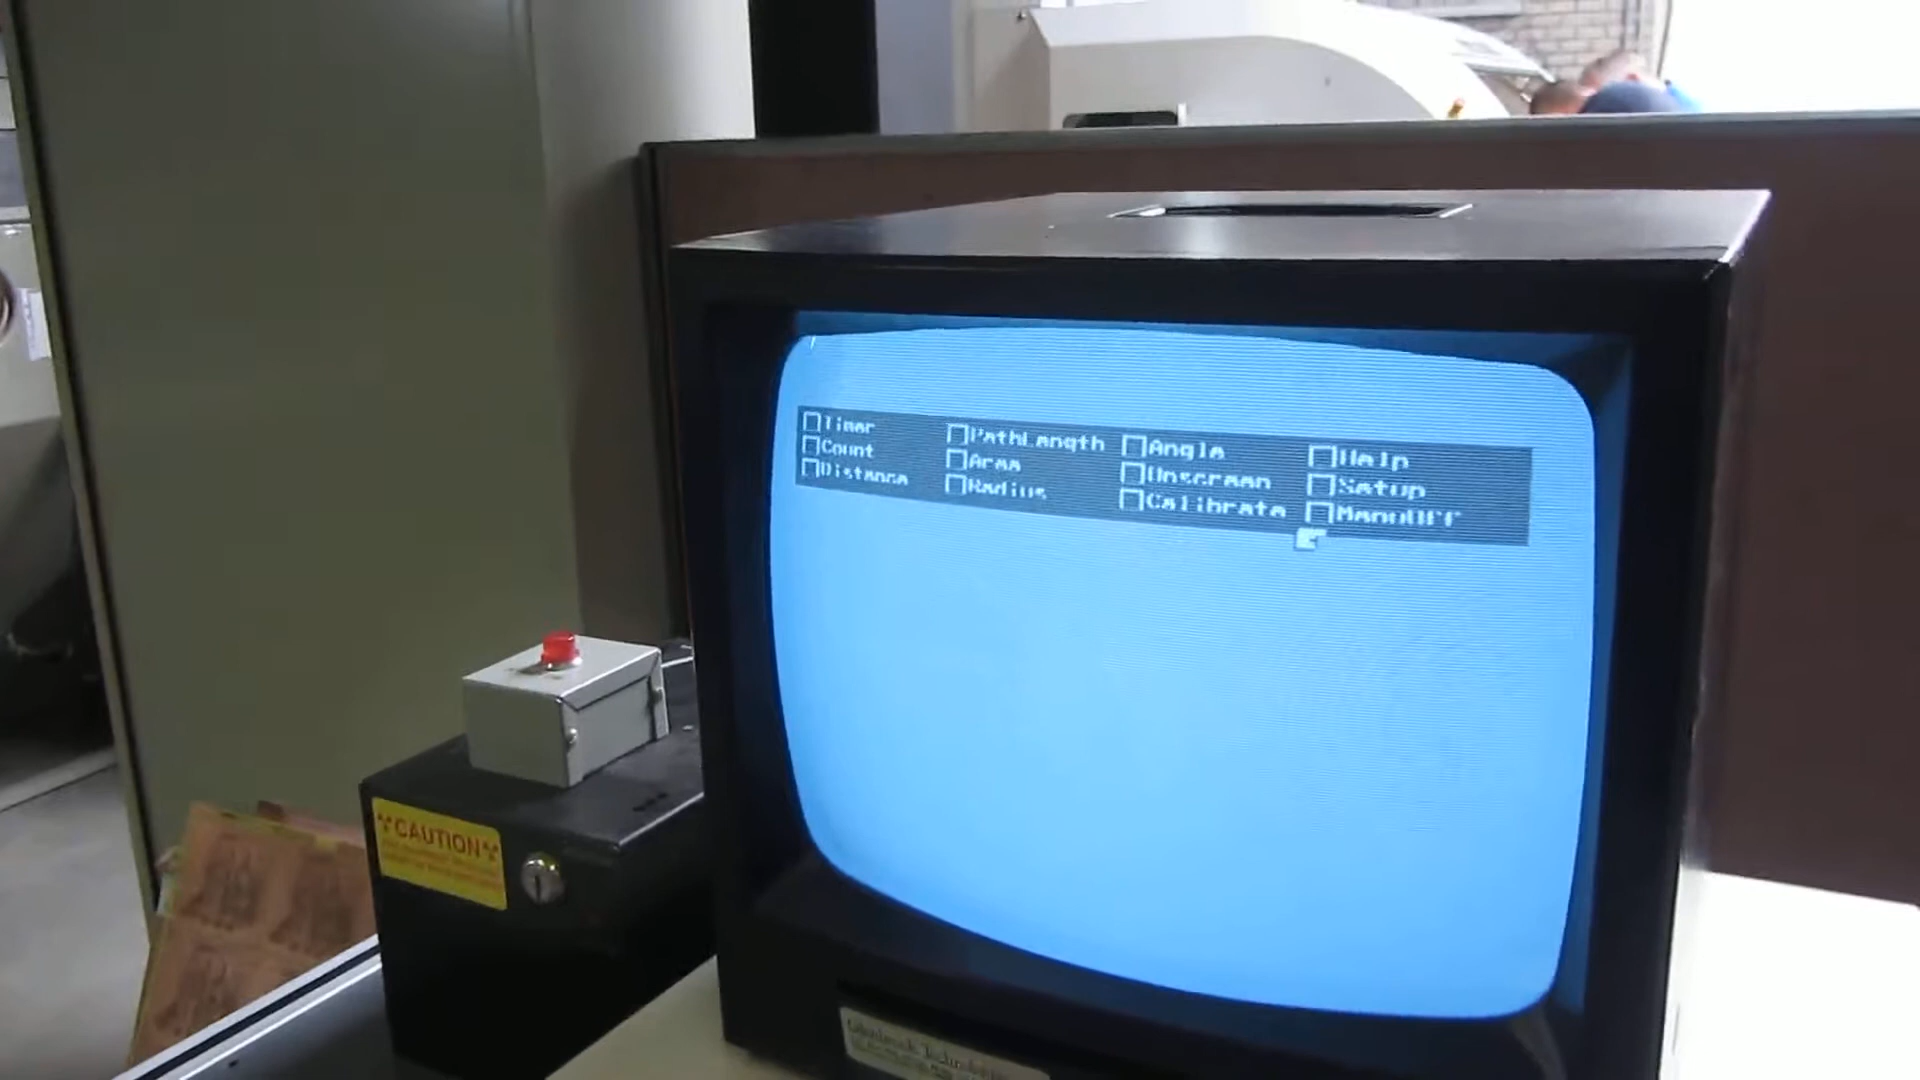 Timer PathLength Angle Help
Count Area Unscreen Setup
Distance Radius Calibrate MenuOff
CAUTION